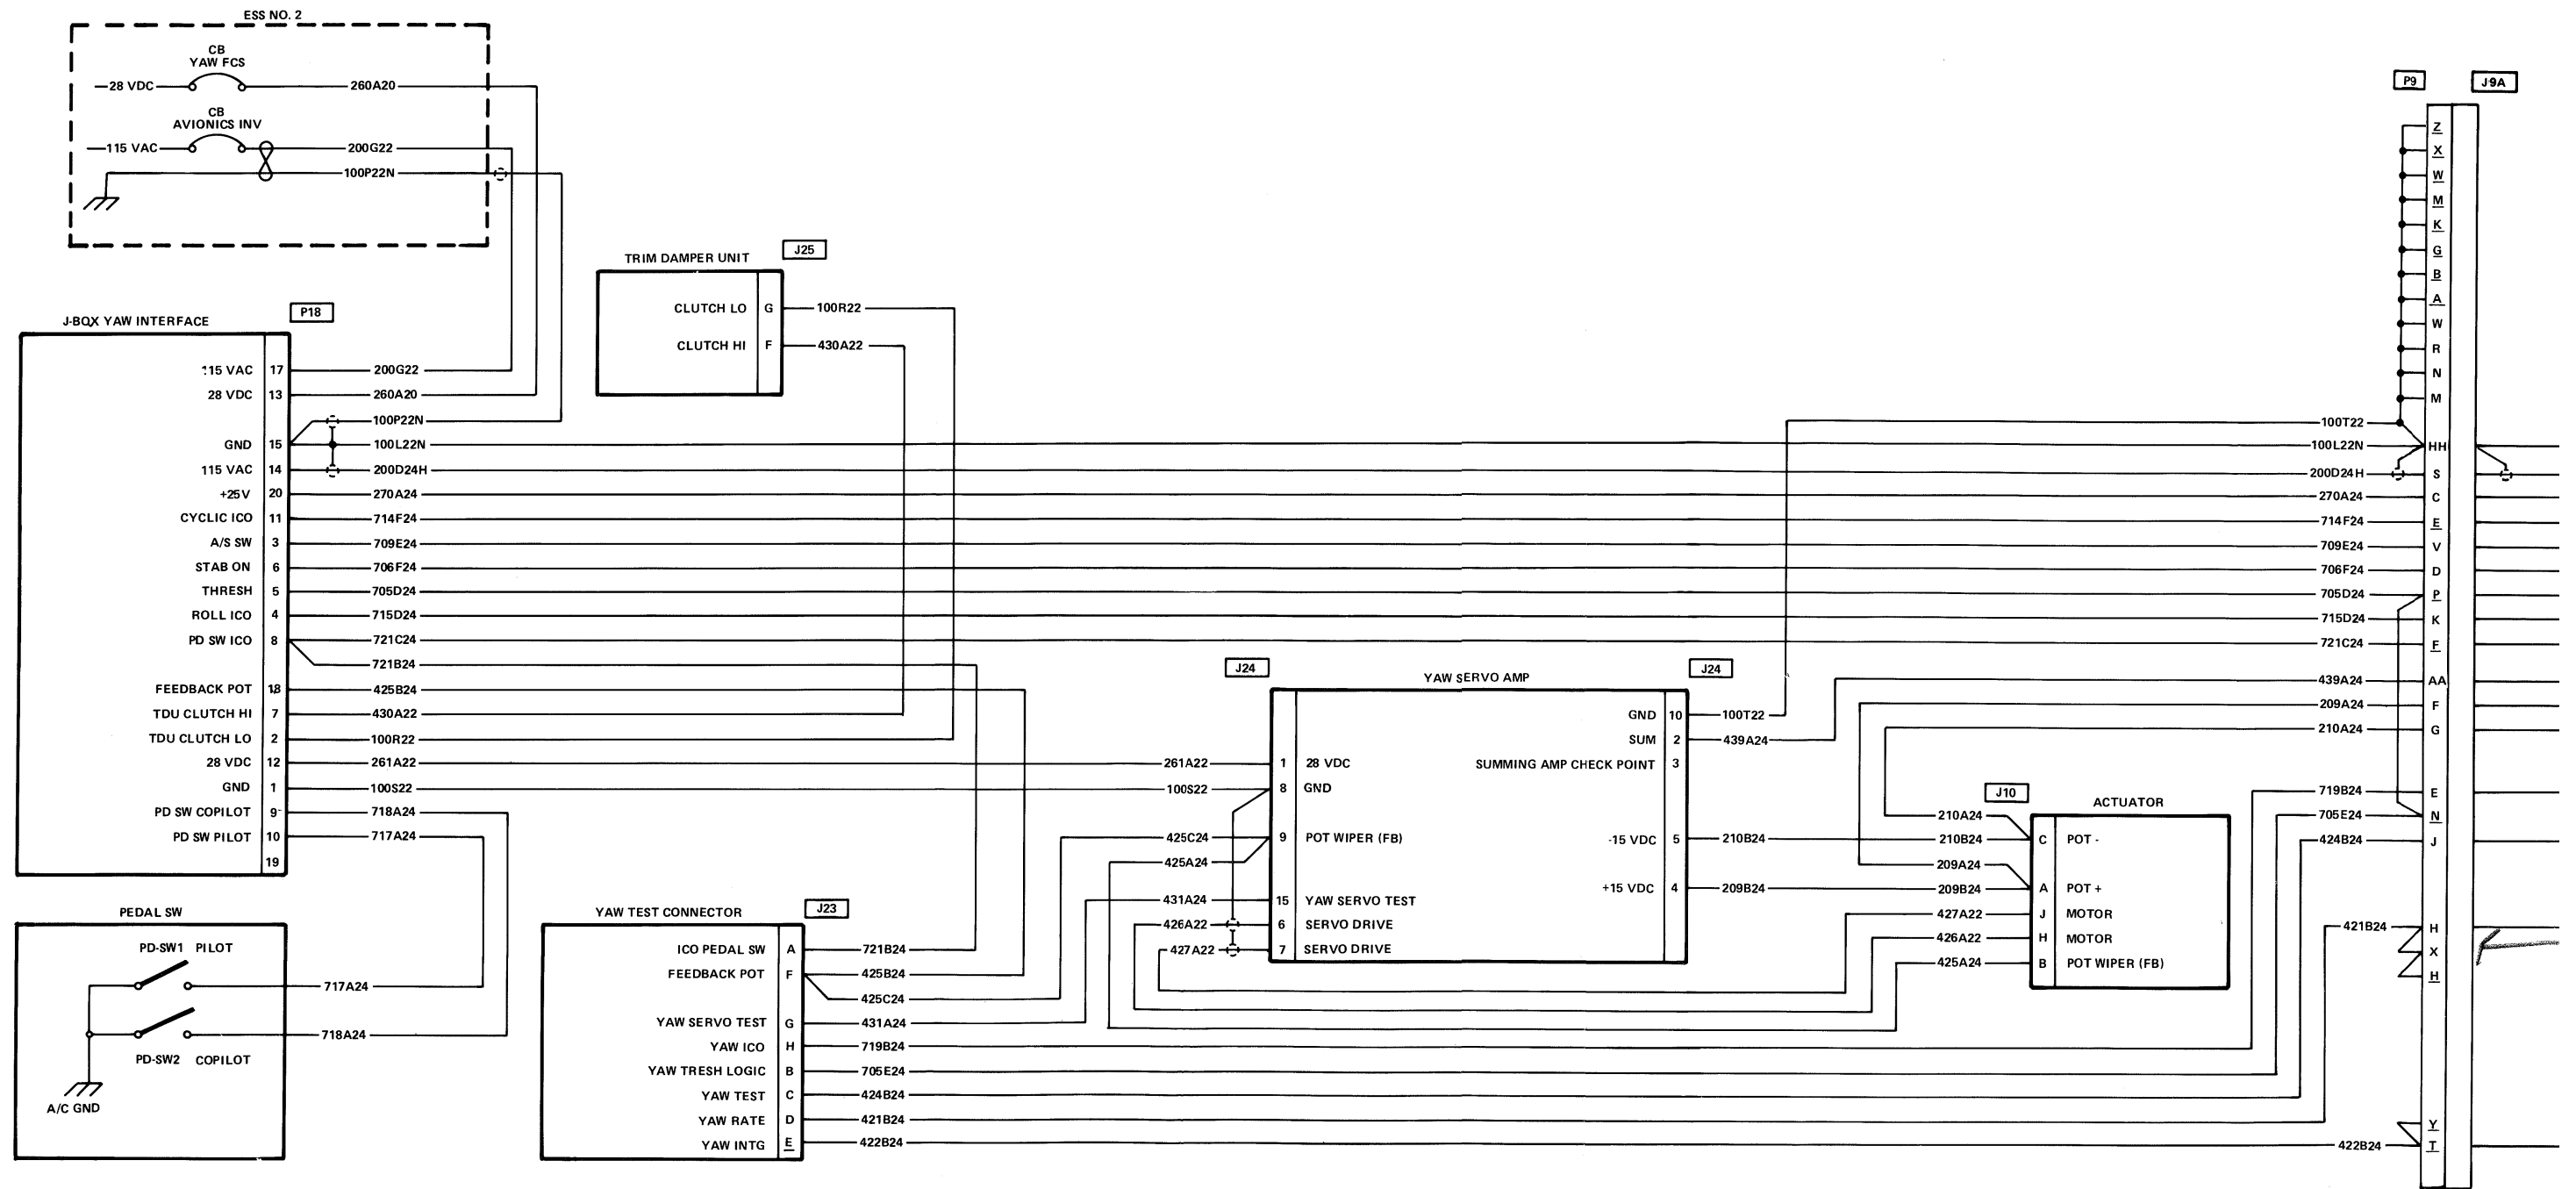 ESS NO. 2
CB
YAW FCS
28 VDC
260A20
CB
AVIONICS INV
115 VAC
200G22
100P22N
J-BOX YAW INTERFACE
P18
115 VAC 17 200G22
28 VDC 13 260A20
100P22N
GND 15 100L22N
115 VAC 14 200D24H
+25V 20 270A24
CYCLIC ICO 11 714F24
A/S SW 3 709E24
STAB ON 6 706F24
THRESH 5 705D24
ROLL ICO 4 715D24
PD SW ICO 8 721C24
721B24
FEEDBACK POT 18 425B24
TDU CLUTCH HI 7 430A22
TDU CLUTCH LO 2 100R22
28 VDC 12 261A22
GND 1 100S22
PD SW COPILOT 9 718A24
PD SW PILOT 10 717A24
19
PEDAL SW
PD-SW1 PILOT
717A24
718A24
PD-SW2 COPILOT
A/C GND
TRIM DAMPER UNIT
J25
CLUTCH LO G 100R22
CLUTCH HI F 430A22
YAW TEST CONNECTOR
J23
ICO PEDAL SW A 721B24
FEEDBACK POT F 425B24
425C24
YAW SERVO TEST G 431A24
YAW ICO H 719B24
YAW TRESH LOGIC B 705E24
YAW TEST C 424B24
YAW RATE D 421B24
YAW INTG E 422B24
J24
YAW SERVO AMP
J24
261A22 1 28 VDC
100S22 8 GND
425C24 9 POT WIPER (FB)
425A24
431A24 15 YAW SERVO TEST
426A22 6 SERVO DRIVE
427A22 7 SERVO DRIVE
GND 10 100T22
SUM 2 439A24
SUMMING AMP CHECK POINT 3
-15 VDC 5 210B24
+15 VDC 4 209B24
J10
ACTUATOR
210A24
210B24 C POT -
209A24
209B24 A POT +
427A22 J MOTOR
426A22 H MOTOR
425A24 B POT WIPER (FB)
P9
J9A
Z
X
W
M
K
G
B
A
W
R
N
M
100T22
100L22N HH
200D24H S
270A24 C
714F24 E
709E24 V
706F24 D
705D24 P
715D24 K
721C24 F
439A24 AA
209A24 F
210A24 G
719B24 E
705E24 N
424B24 J
421B24 H
X
H
Y
422B24 T